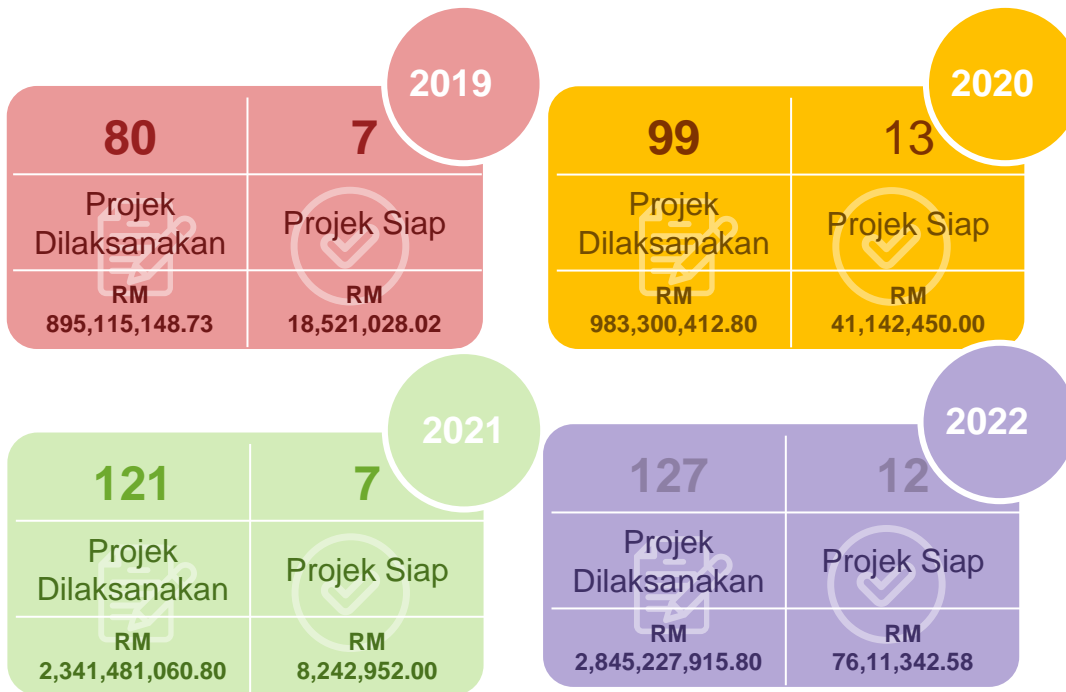 2019
80
7
Projek
Dilaksanakan
Projek Siap
RM
895,115,148.73
RM
18,521,028.02
2020
99
13
Projek
Dilaksanakan
Projek Siap
RM
983,300,412.80
RM
41,142,450.00
2021
121
7
Projek
Dilaksanakan
Projek Siap
RM
2,341,481,060.80
RM
8,242,952.00
2022
127
12
Projek
Dilaksanakan
Projek Siap
RM
2,845,227,915.80
RM
76,11,342.58